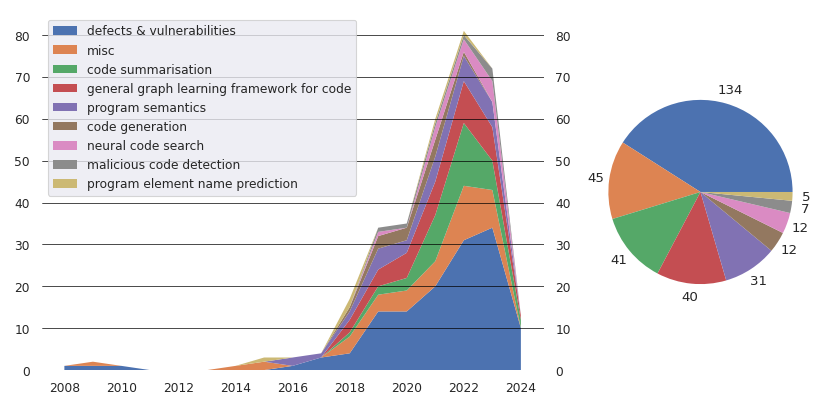 80
70
60
50
40
30
20
10
0
defects & vulnerabilities
misc
code summarisation
general graph learning framework for code
program semantics
code generation
neural code search
malicious code detection
program element name prediction
80
70
60
50
40
30
20
10
0
2008 2010 2012 2014 2016 2018 2020 2022 2024
134
45
41
40
31
12
12
7
5